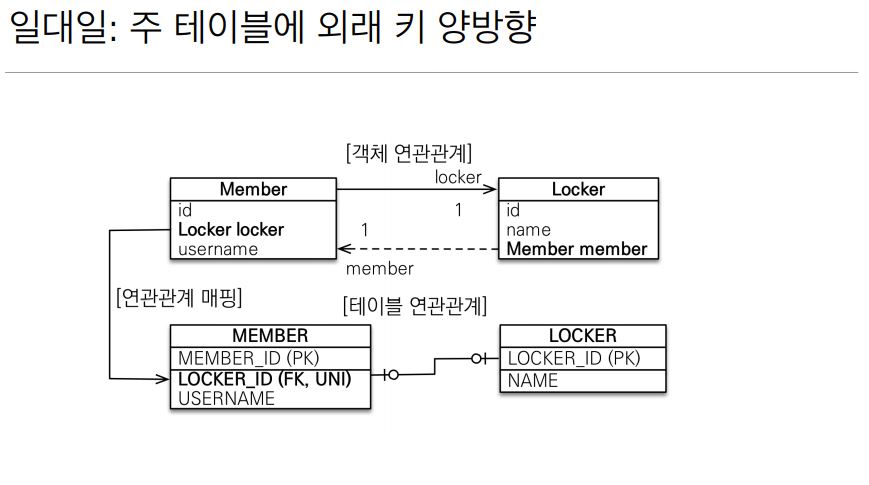 일대일: 주 테이블에 외래 키 양방향
[객체 연관관계]
Member
id
Locker locker
username
locker
1
1
member
Locker
id
name
Member member
[연관관계 매핑]
[테이블 연관관계]
MEMBER
MEMBER_ID (PK)
LOCKER_ID (FK, UNI)
USERNAME
LOCKER
LOCKER_ID (PK)
NAME